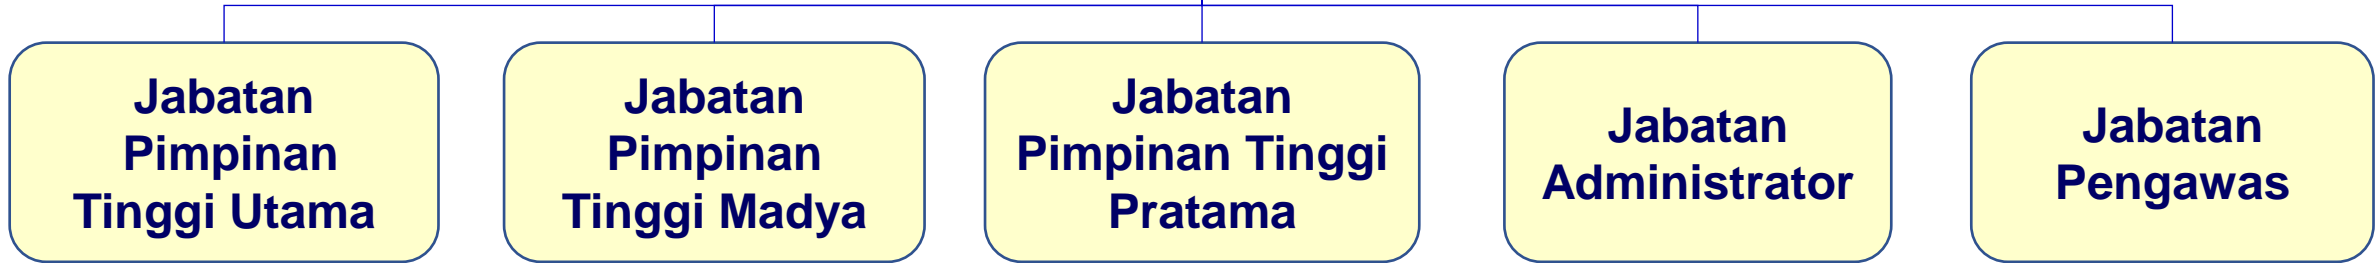 Jabatan
Pimpinan
Tinggi Utama
Jabatan
Pimpinan
Tinggi Madya
Jabatan
Pimpinan Tinggi
Pratama
Jabatan
Administrator
Jabatan
Pengawas